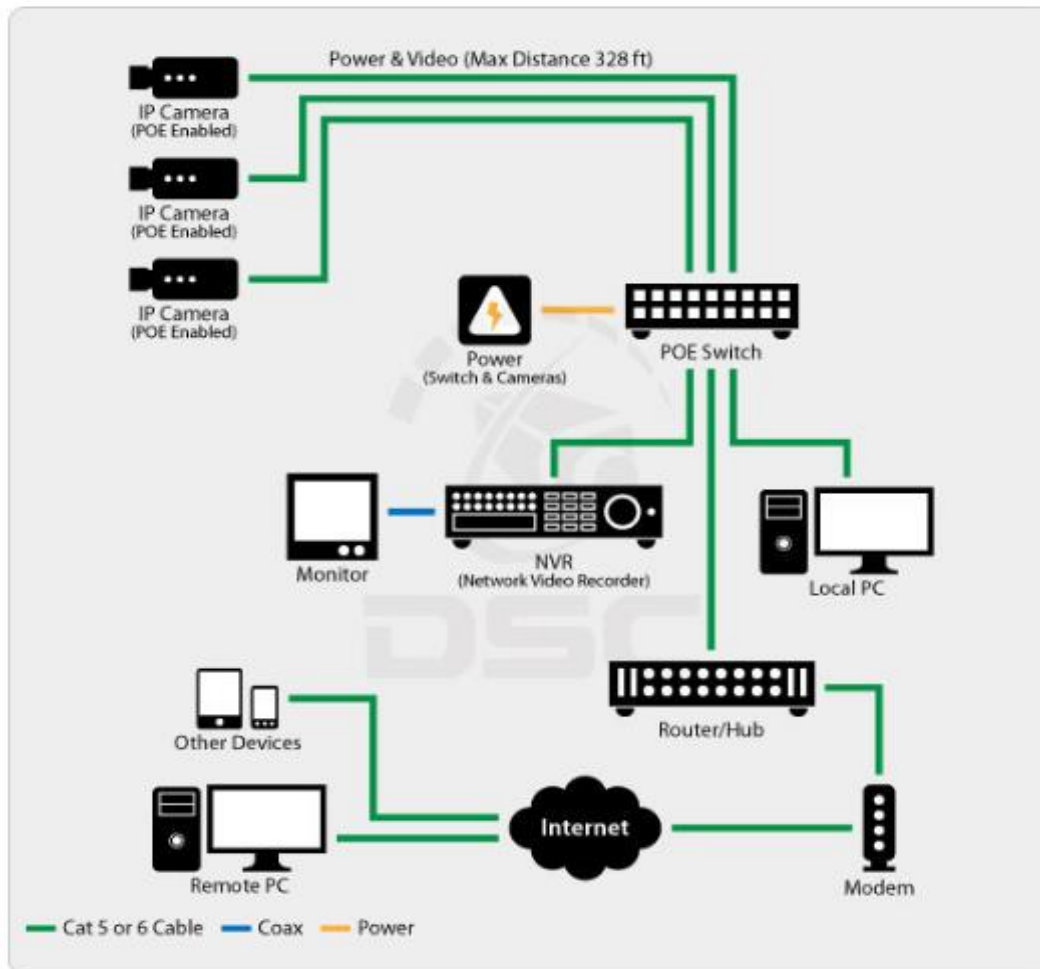 Power & Video (Max Distance 328 ft)
IP Camera
(POE Enabled)
IP Camera
(POE Enabled)
IP Camera
(POE Enabled)
POE Switch
Power
(Switch & Cameras)
Monitor
NVR
(Network Video Recorder)
Local PC
DSC
Router/Hub
Other Devices
Internet
Remote PC
Modem
Cat 5 or 6 Cable
Coax
Power